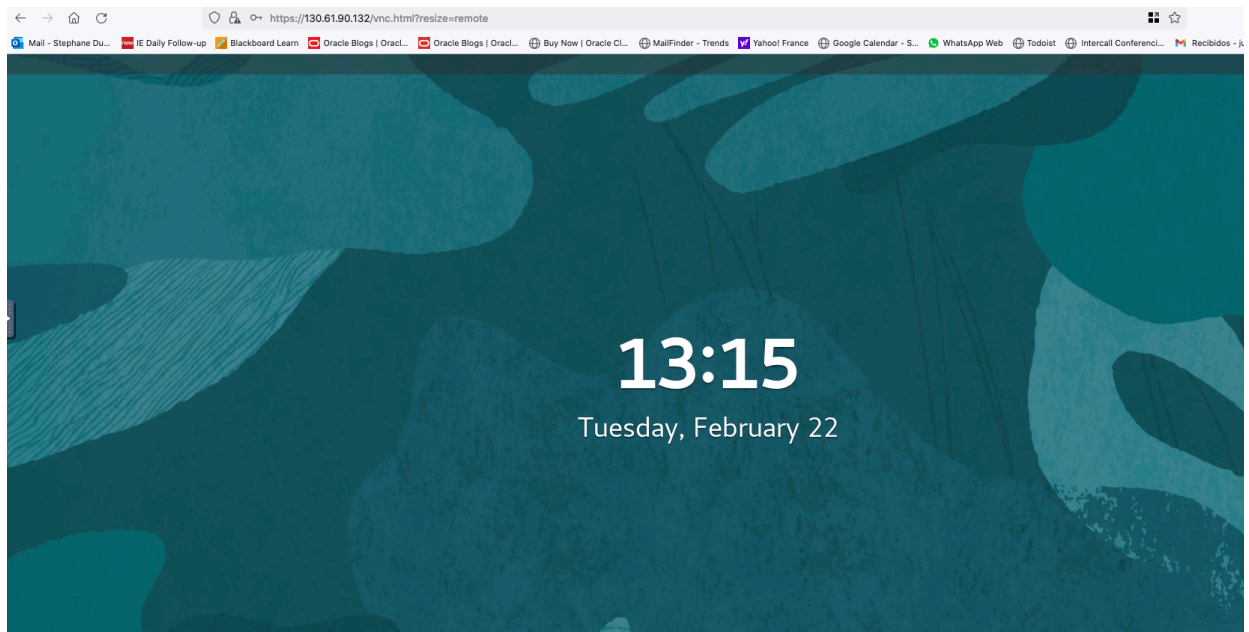 https://130.61.90.132/vnc.html?resize=remote
Mail - Stephane Du... now IE Daily Follow-up Blackboard Learn Oracle Blogs | Oracl... Oracle Blogs | Oracl... Buy Now | Oracle Cl... MailFinder - Trends Yahoo! France Google Calendar - S... WhatsApp Web Todoist Intercall Conferenci... Recibidos - ju
13:15
Tuesday, February 22